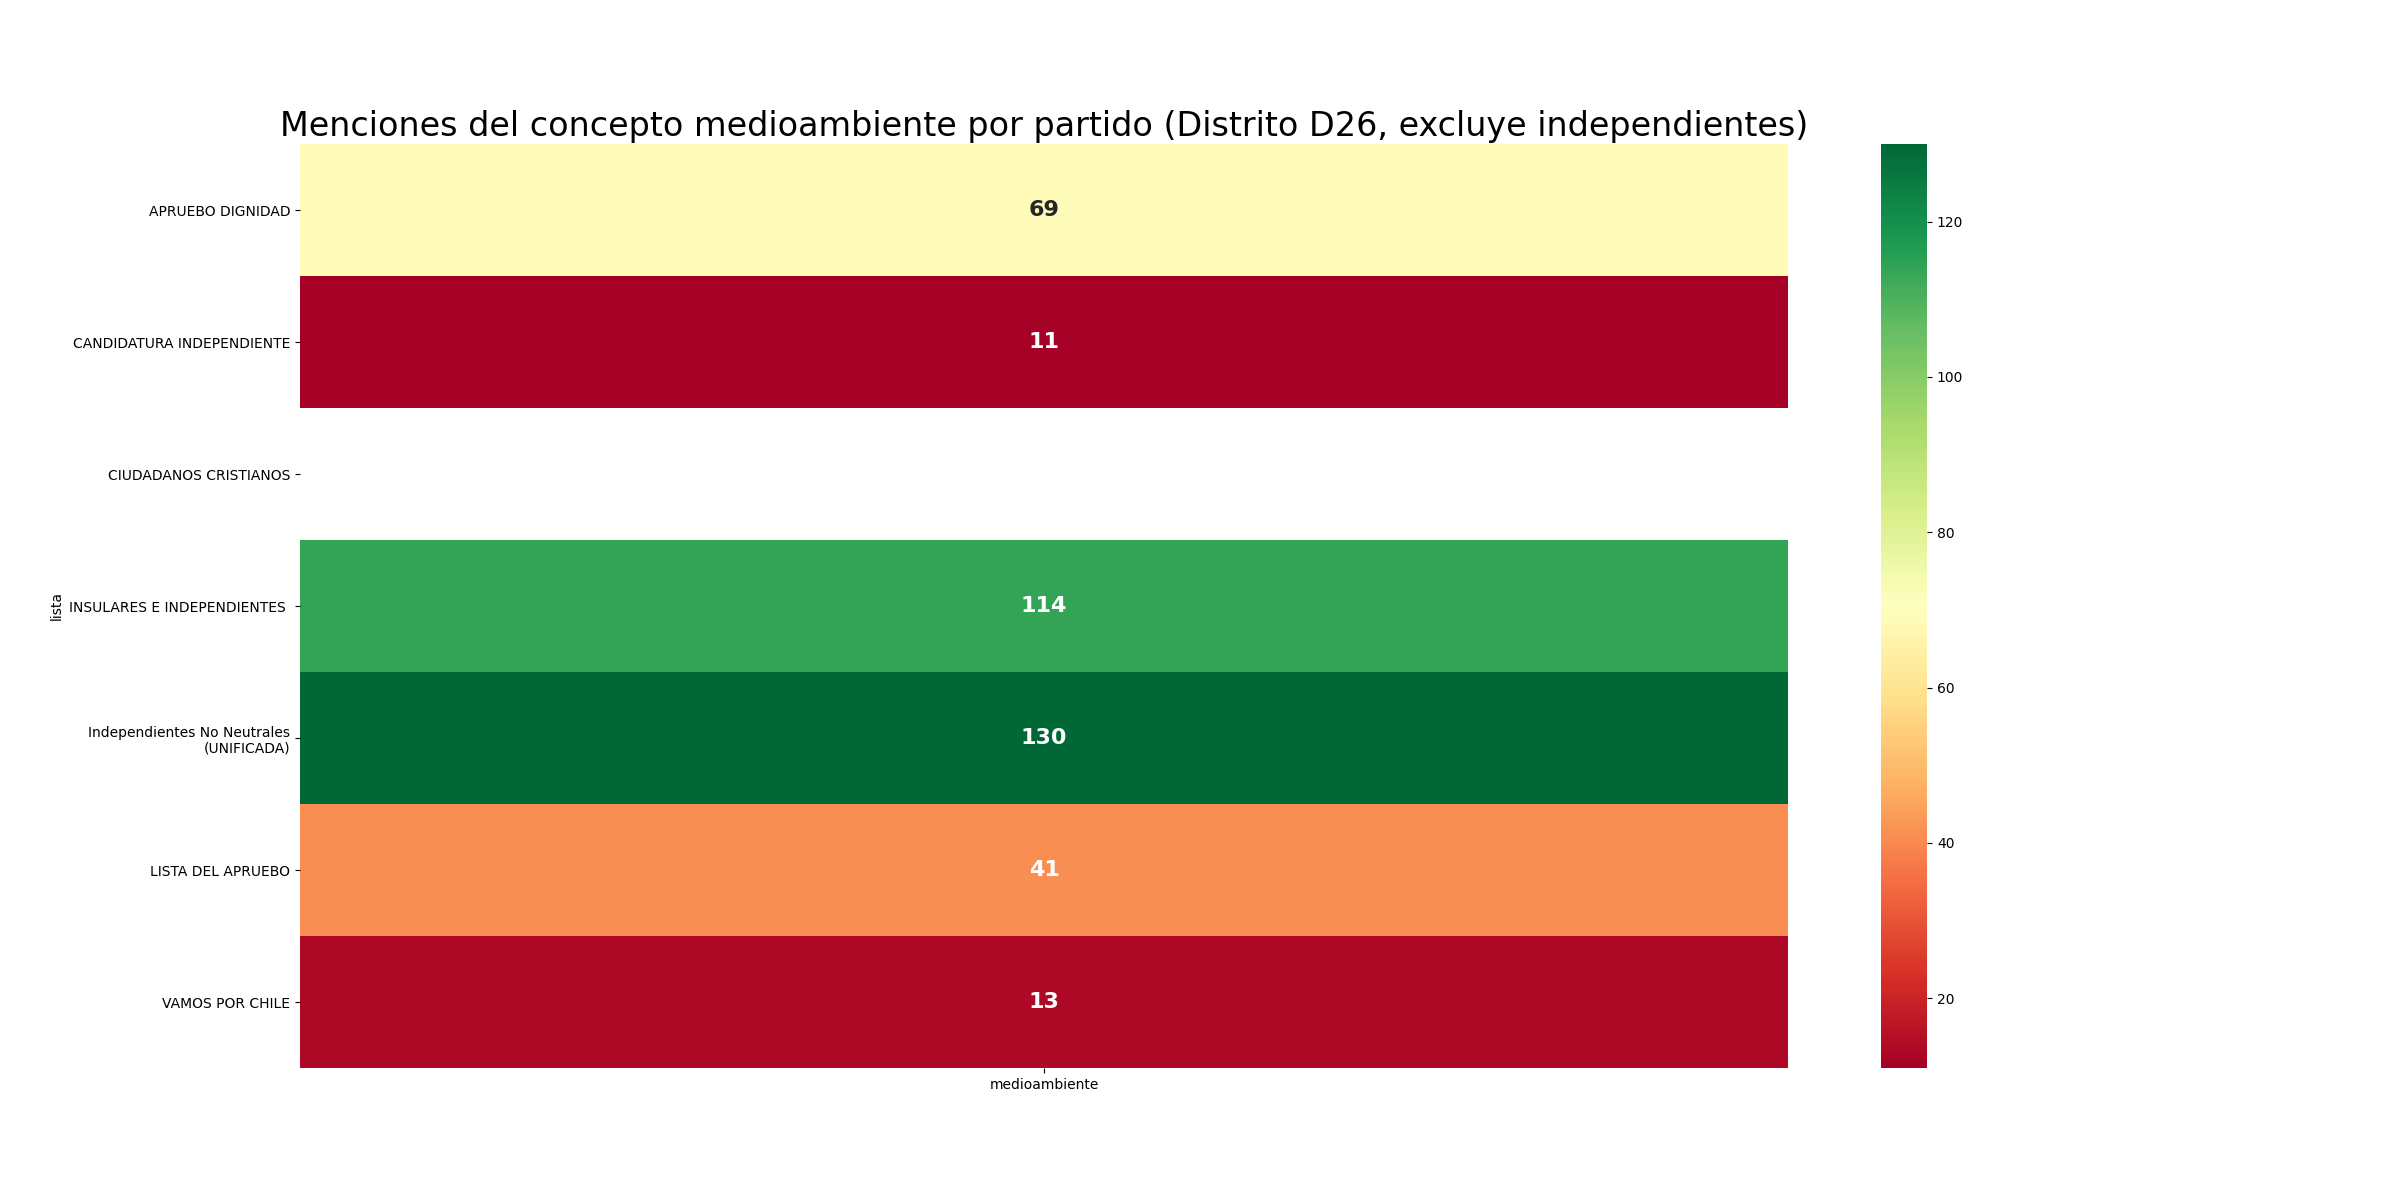 Menciones del concepto medioambiente por partido (Distrito D26, excluye independientes)
lista
APRUEBO DIGNIDAD
69
CANDIDATURA INDEPENDIENTE
11
CIUDADANOS CRISTIANOS
INSULARES E INDEPENDIENTES
114
Independientes No Neutrales
(UNIFICADA)
130
LISTA DEL APRUEBO
41
VAMOS POR CHILE
13
medioambiente
120
100
80
60
40
20